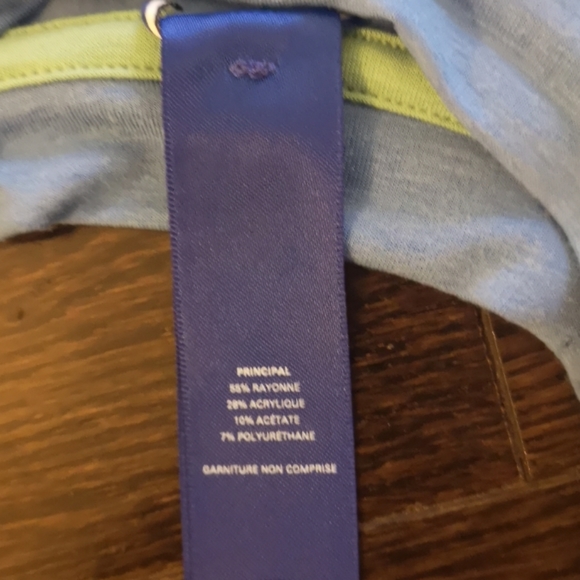 PRINCIPAL
55% RAYONNE
28% ACRYLIQUE
10% ACÉTATE
7% POLYURÉTHANE
GARNITURE NON COMPRISE